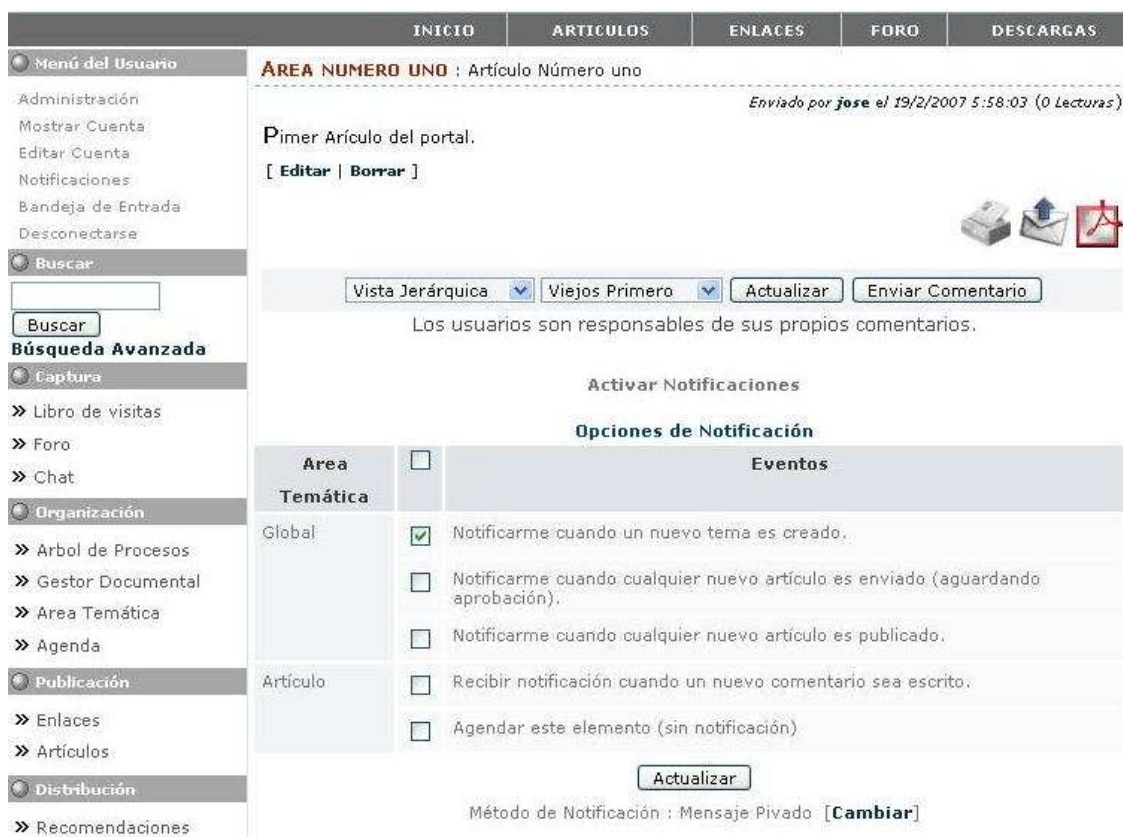 INICIO ARTICULOS ENLACES FORO DESCARGAS
Menú del Usuario
Administración
Mostrar Cuenta
Editar Cuenta
Notificaciones
Bandeja de Entrada
Desconectarse
Buscar
Buscar
Búsqueda Avanzada
Captura
» Libro de visitas
» Foro
» Chat
Organización
» Arbol de Procesos
» Gestor Documental
» Area Temática
» Agenda
Publicación
» Enlaces
» Artículos
Distribución
» Recomendaciones
AREA NUMERO UNO : Artículo Número uno
Enviado por jose el 19/2/2007 5:58:03 (0 Lecturas)
Pimer Arículo del portal.
[ Editar | Borrar ]
Vista Jerárquica Viejos Primero Actualizar Enviar Comentario
Los usuarios son responsables de sus propios comentarios.
Activar Notificaciones
Opciones de Notificación
Area
Temática
Eventos
Global
Notificarme cuando un nuevo tema es creado.
Notificarme cuando cualquier nuevo artículo es enviado (aguardando
aprobación).
Notificarme cuando cualquier nuevo artículo es publicado.
Artículo
Recibir notificación cuando un nuevo comentario sea escrito.
Agendar este elemento (sin notificación)
Actualizar
Método de Notificación : Mensaje Pivado [Cambiar]